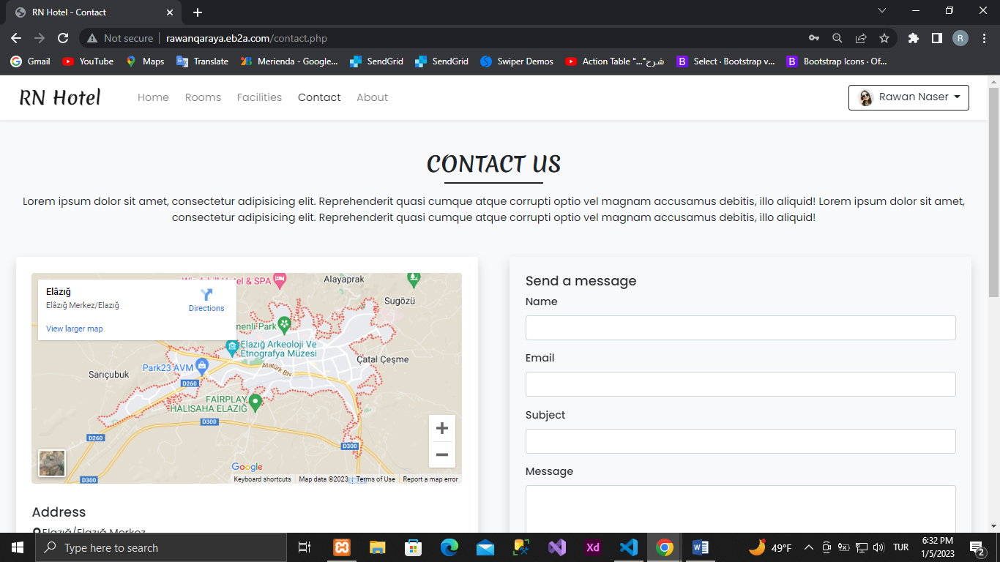 RN Hotel - Contact
Not secure
rawanqaraya.eb2a.com/contact.php
R
Gmail
YouTube
Maps
Translate
Merienda - Google...
SendGrid
SendGrid
Swiper Demos
Action Table "..."شرح
B
Select · Bootstrap v...
B
Bootstrap Icons · Of...
RN Hotel
Home
Rooms
Facilities
Contact
About
Rawan Naser
CONTACT US
Lorem ipsum dolor sit amet, consectetur adipisicing elit. Reprehenderit quasi cumque atque corrupti optio vel magnam accusamus debitis, illo aliquid! Lorem ipsum dolor sit amet,
consectetur adipisicing elit. Reprehenderit quasi cumque atque corrupti optio vel magnam accusamus debitis, illo aliquid!
Elâzığ
Elâzığ Merkez/Elazığ
Directions
View larger map
Hotel & SPA
Alayaprak
Sugözü
Elazığ Arkeoloji Ve
Etnografya Müzesi
Çatal Çeşme
Park23 AVM
Atatürk Blv.
Sarıçubuk
D260
FAİRPLAY
HALISAHA ELAZIĞ
D300
D260
D300
D300
Google
Keyboard shortcuts
Map data ©2023
Terms of Use
Report a map error
Address
Elazığ/Elazığ Merkez
Send a message
Name
Email
Subject
Message
Type here to search
Xd
49°F
TUR
6:32 PM
1/5/2023
2